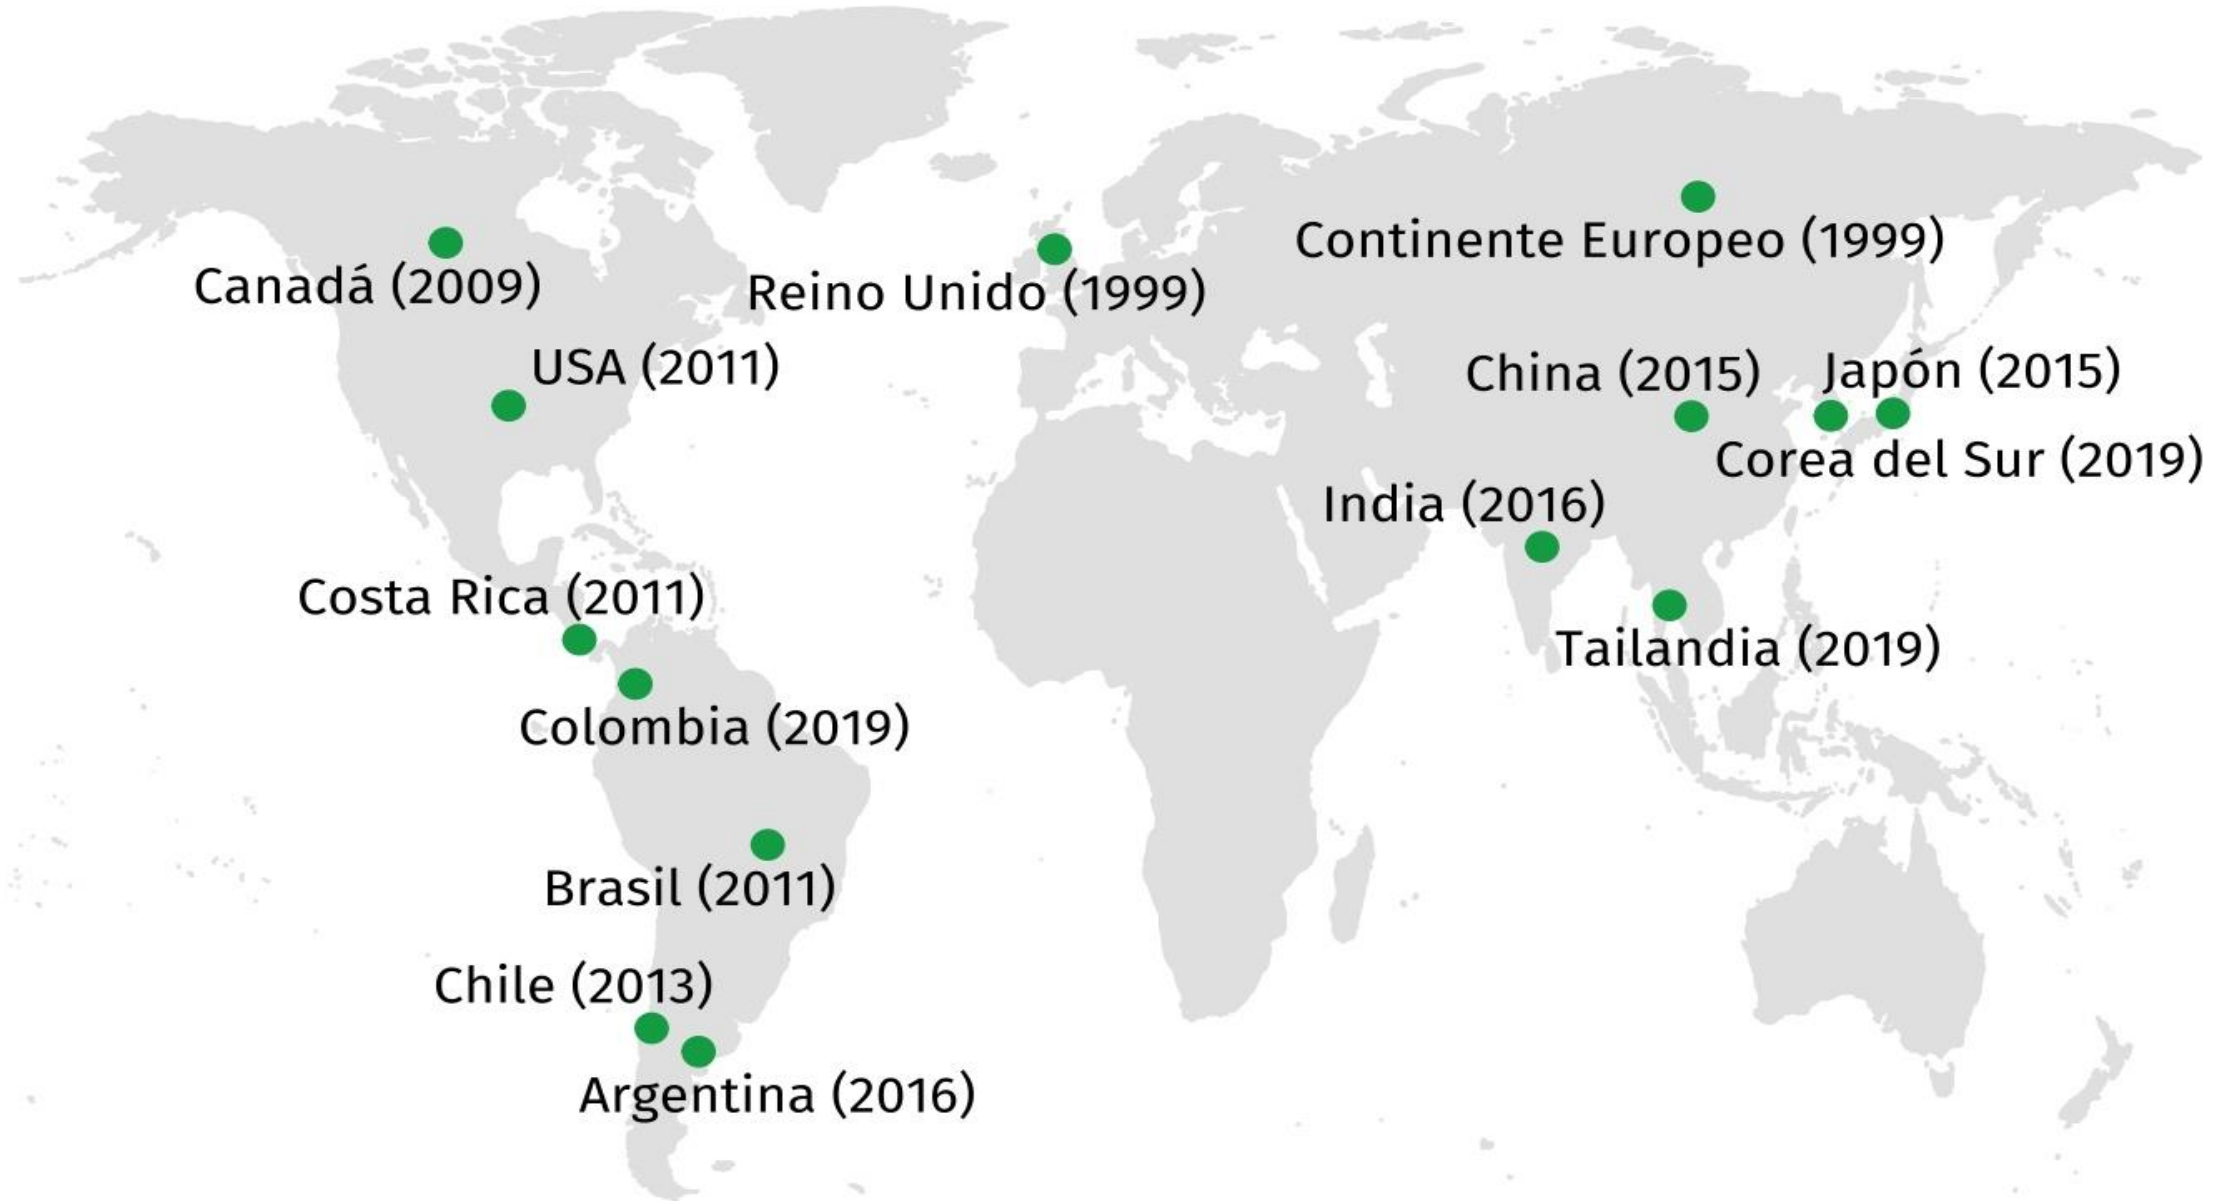 Canadá (2009)
Reino Unido (1999)
Continente Europeo (1999)
USA (2011)
China (2015)
Japón (2015)
Corea del Sur (2019)
India (2016)
Costa Rica (2011)
Tailandia (2019)
Colombia (2019)
Brasil (2011)
Chile (2013)
Argentina (2016)